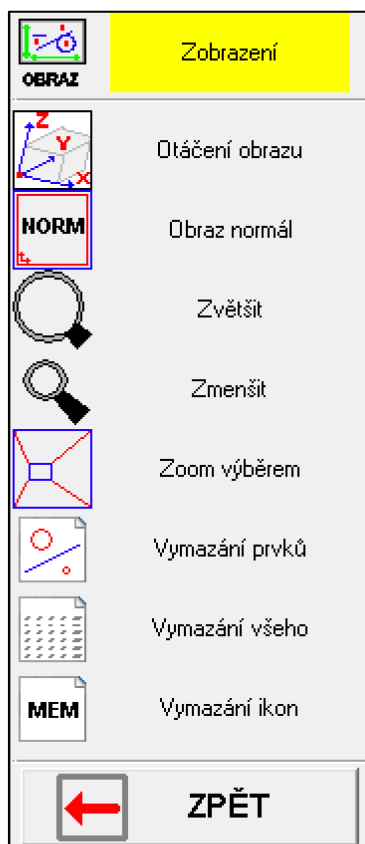 OBRAZ
Zobrazení
Z
Y
X
Otáčení obrazu
NORM
Obraz normál
Zvětšit
Zmenšit
Zoom výběrem
Vymazání prvků
Vymazání všeho
MEM
Vymazání ikon
ZPĚT